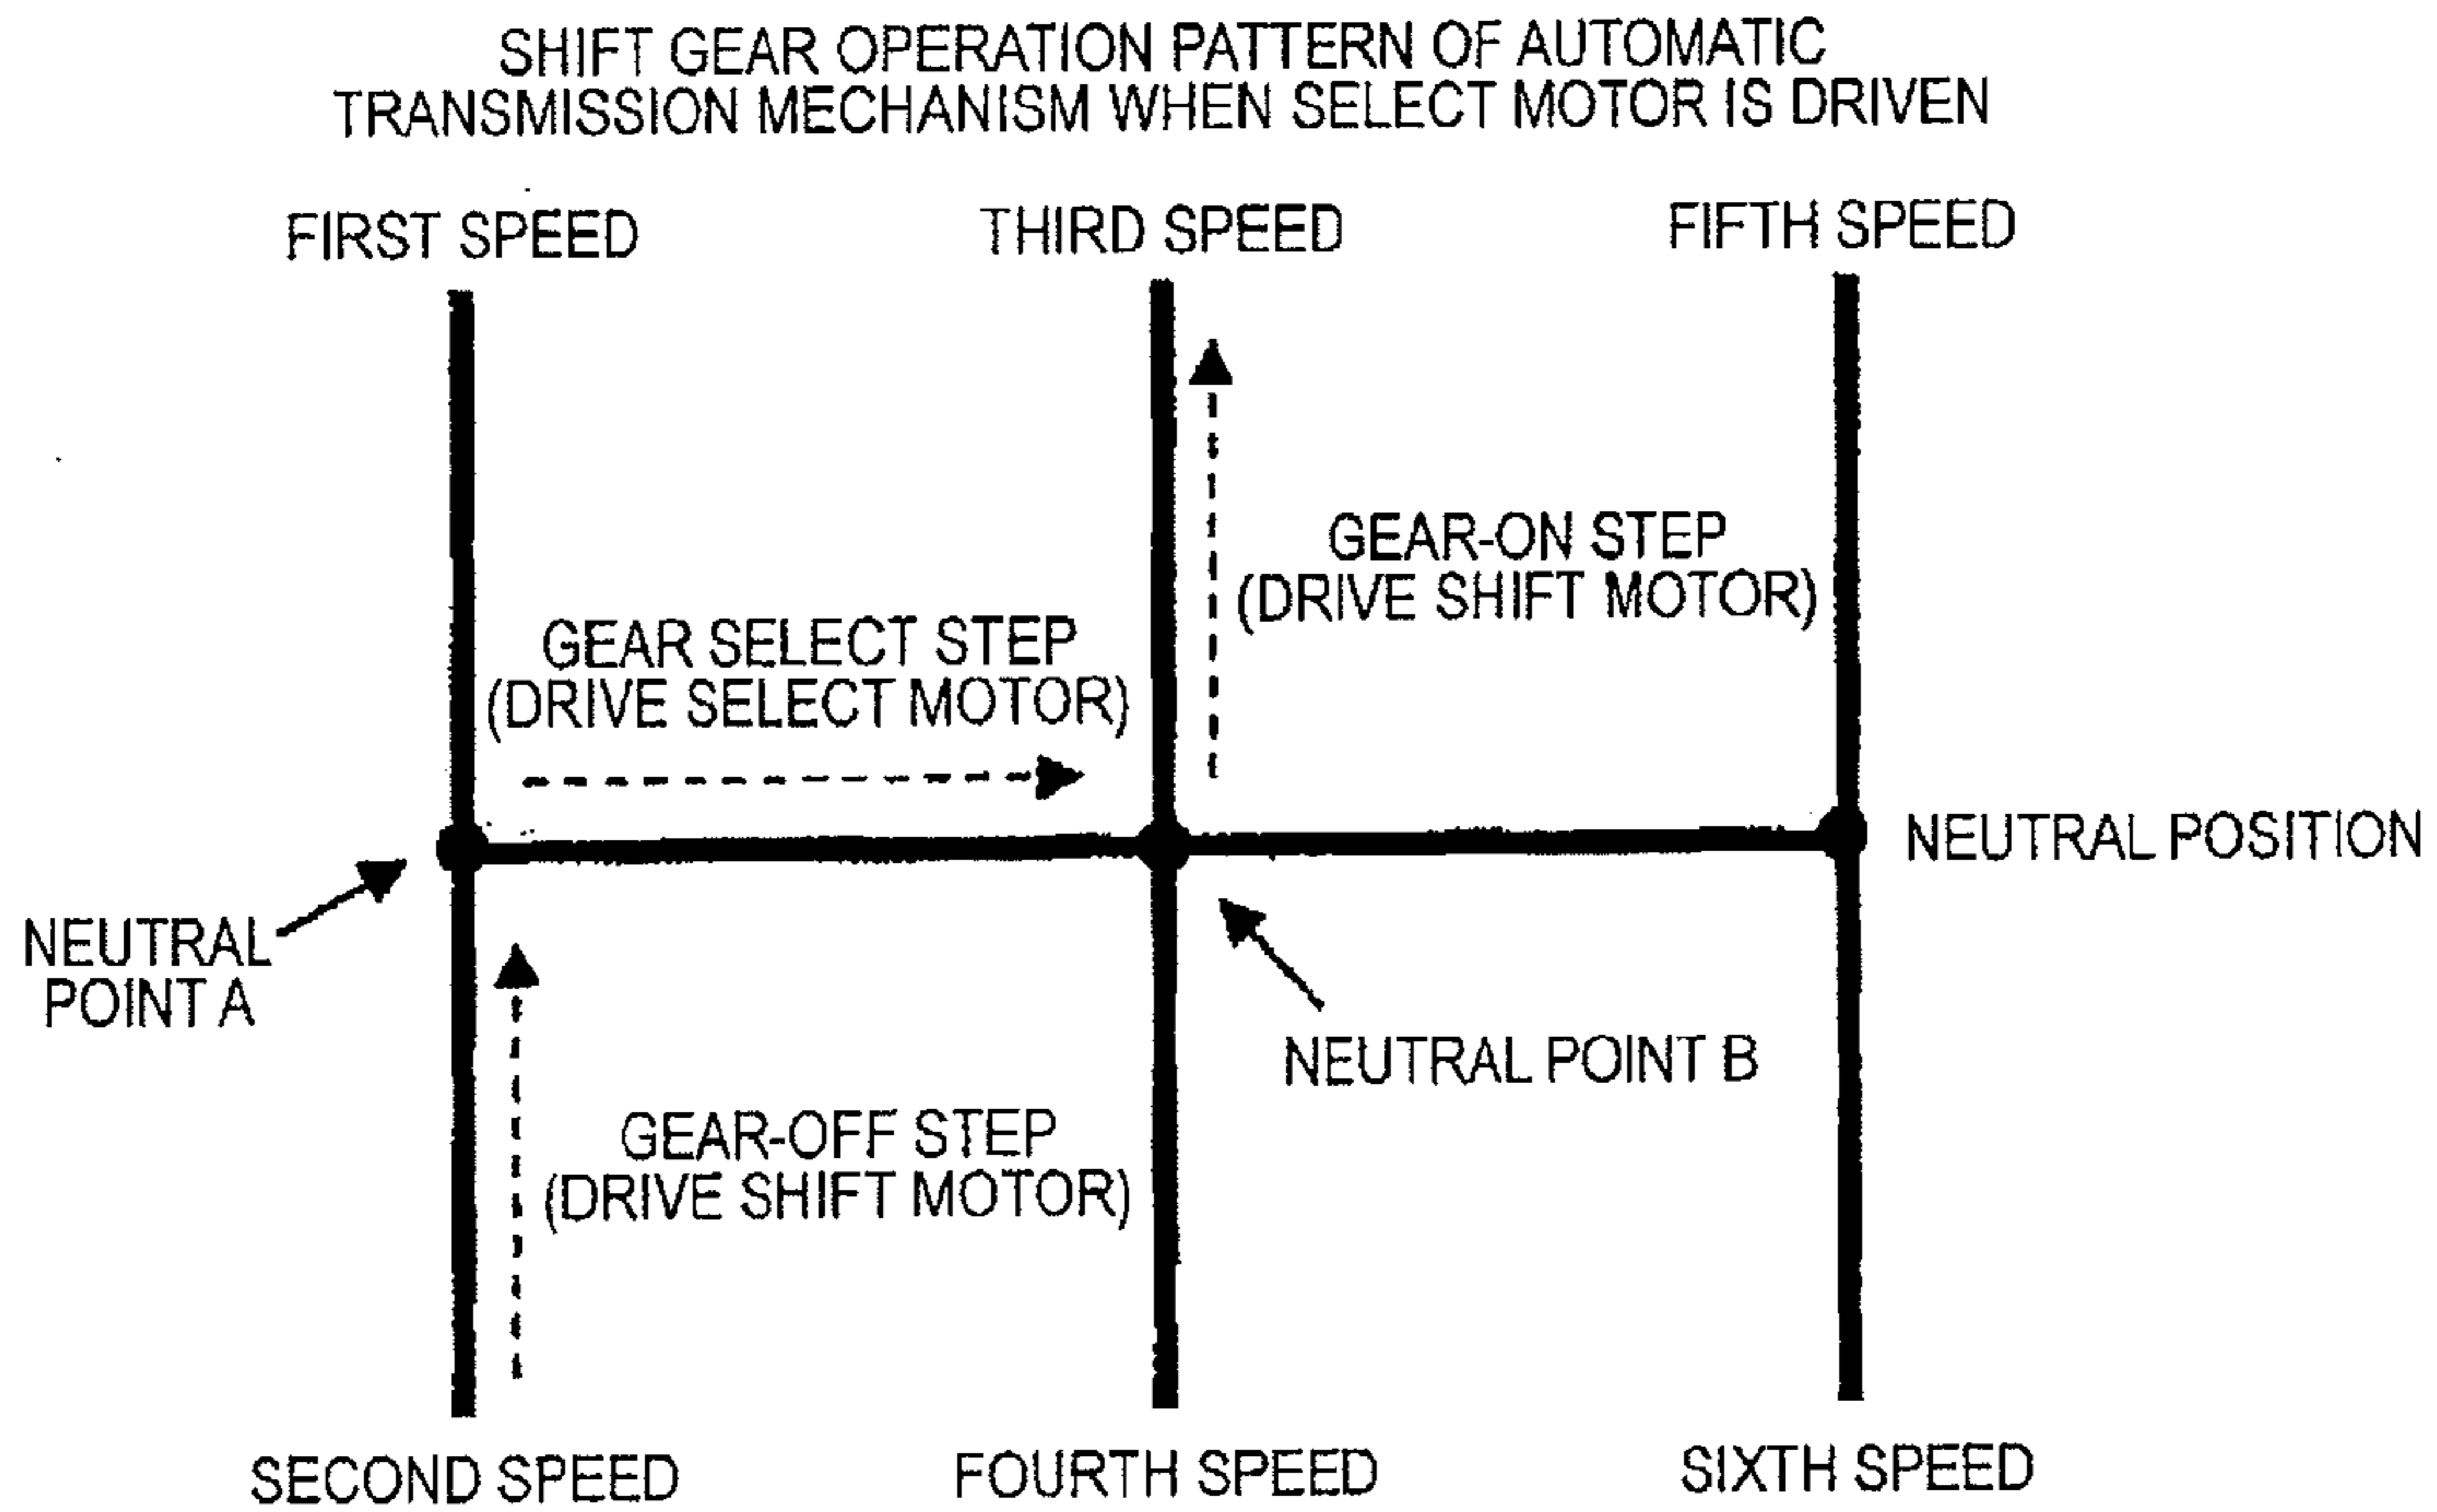 SHIFT GEAR OPERATION PATTERN OF AUTOMATIC
TRANSMISSION MECHANISM WHEN SELECT MOTOR IS DRIVEN
FIRST SPEED
THIRD SPEED
FIFTH SPEED
GEAR-ON STEP
(DRIVE SHIFT MOTOR)
GEAR SELECT STEP
(DRIVE SELECT MOTOR)
NEUTRAL POSITION
NEUTRAL
POINT A
NEUTRAL POINT B
GEAR-OFF STEP
(DRIVE SHIFT MOTOR)
SECOND SPEED
FOURTH SPEED
SIXTH SPEED